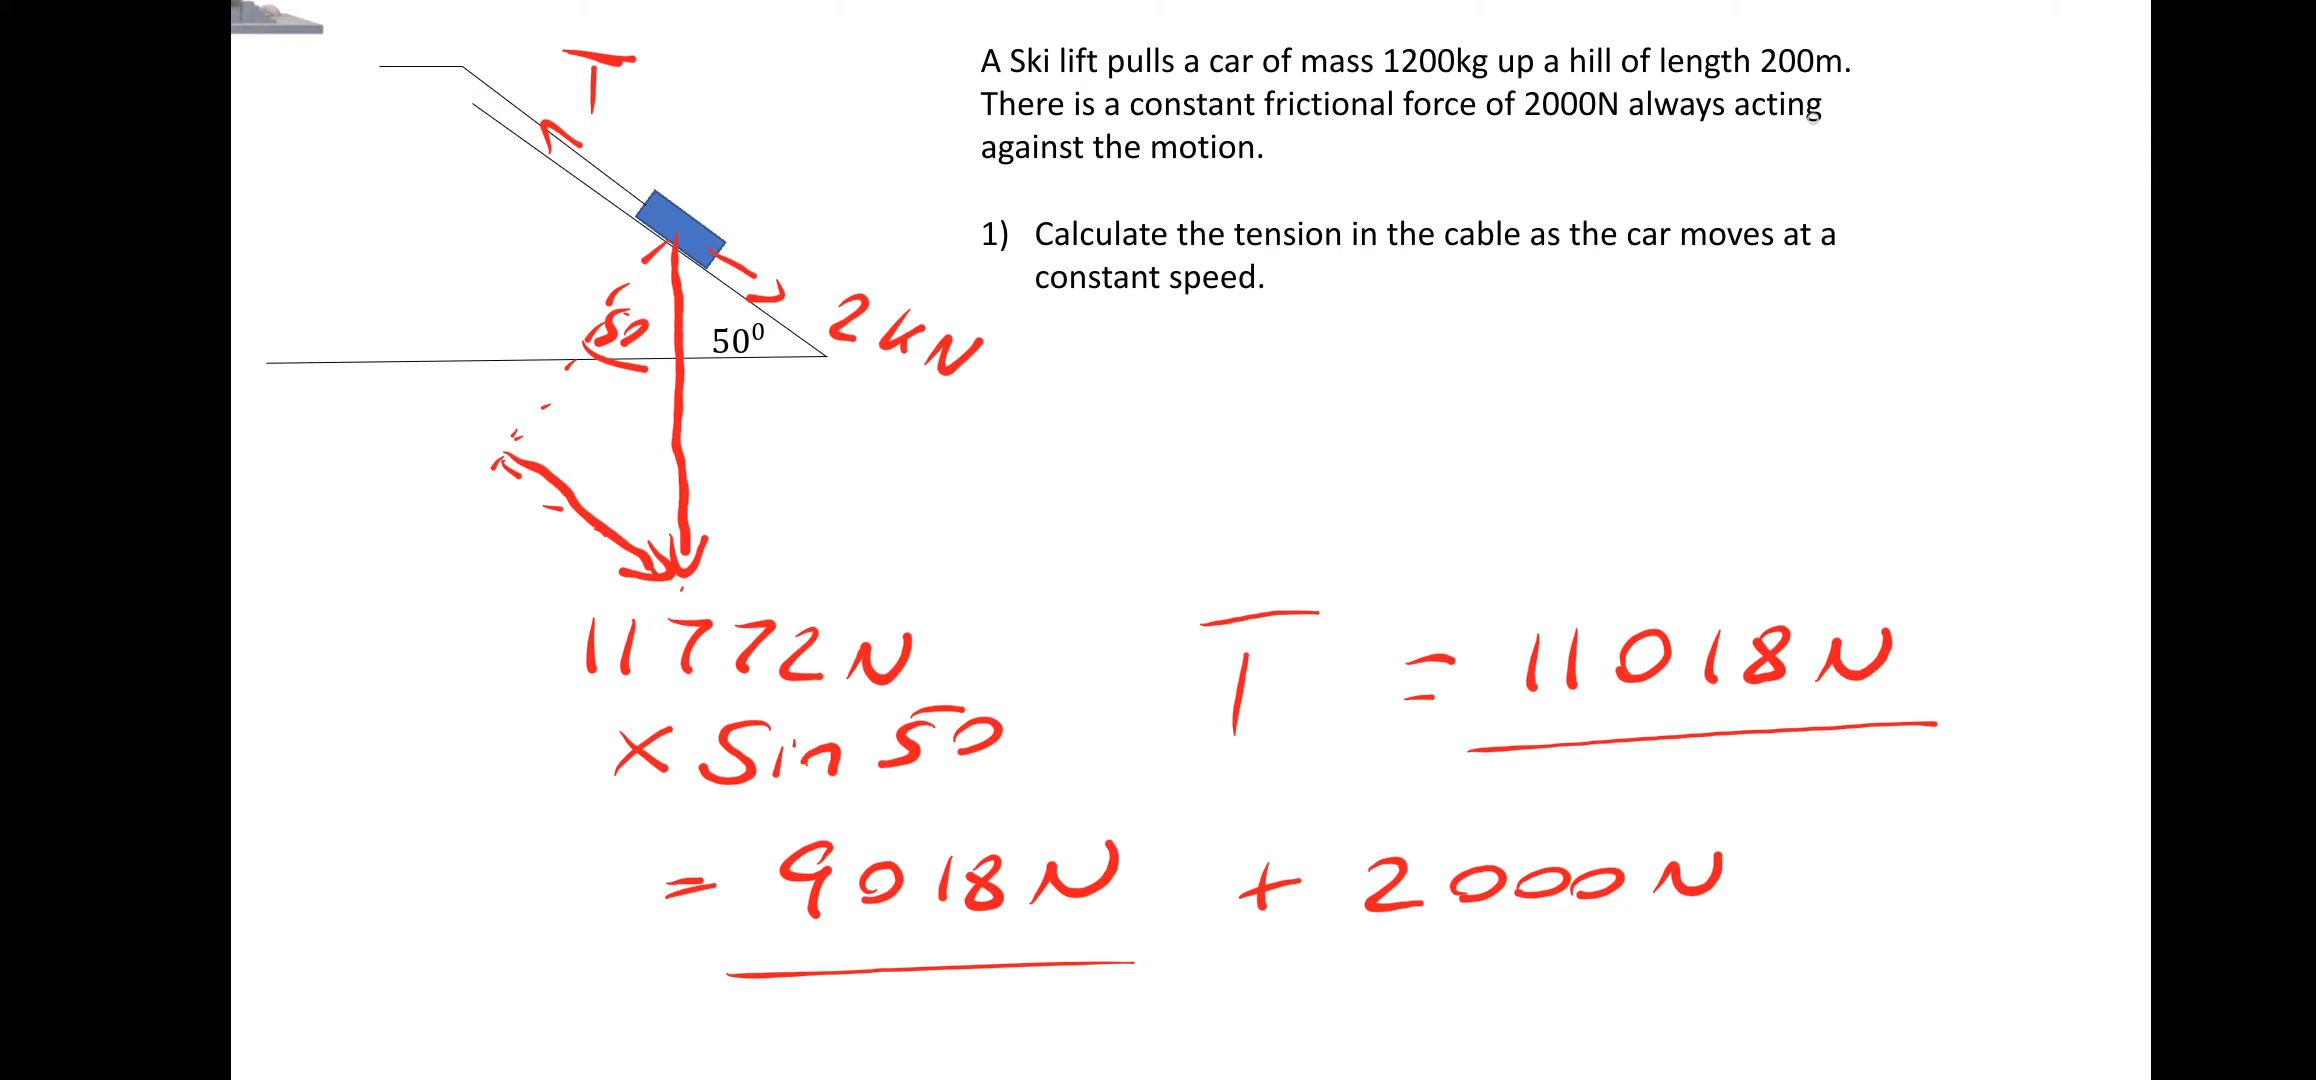 T
A Ski lift pulls a car of mass 1200kg up a hill of length 200m.
There is a constant frictional force of 2000N always acting
against the motion.
1) Calculate the tension in the cable as the car moves at a
constant speed.
50
50⁰
2kN
11772N
x Sin 50
= 9018N + 2000N
T = 11018N